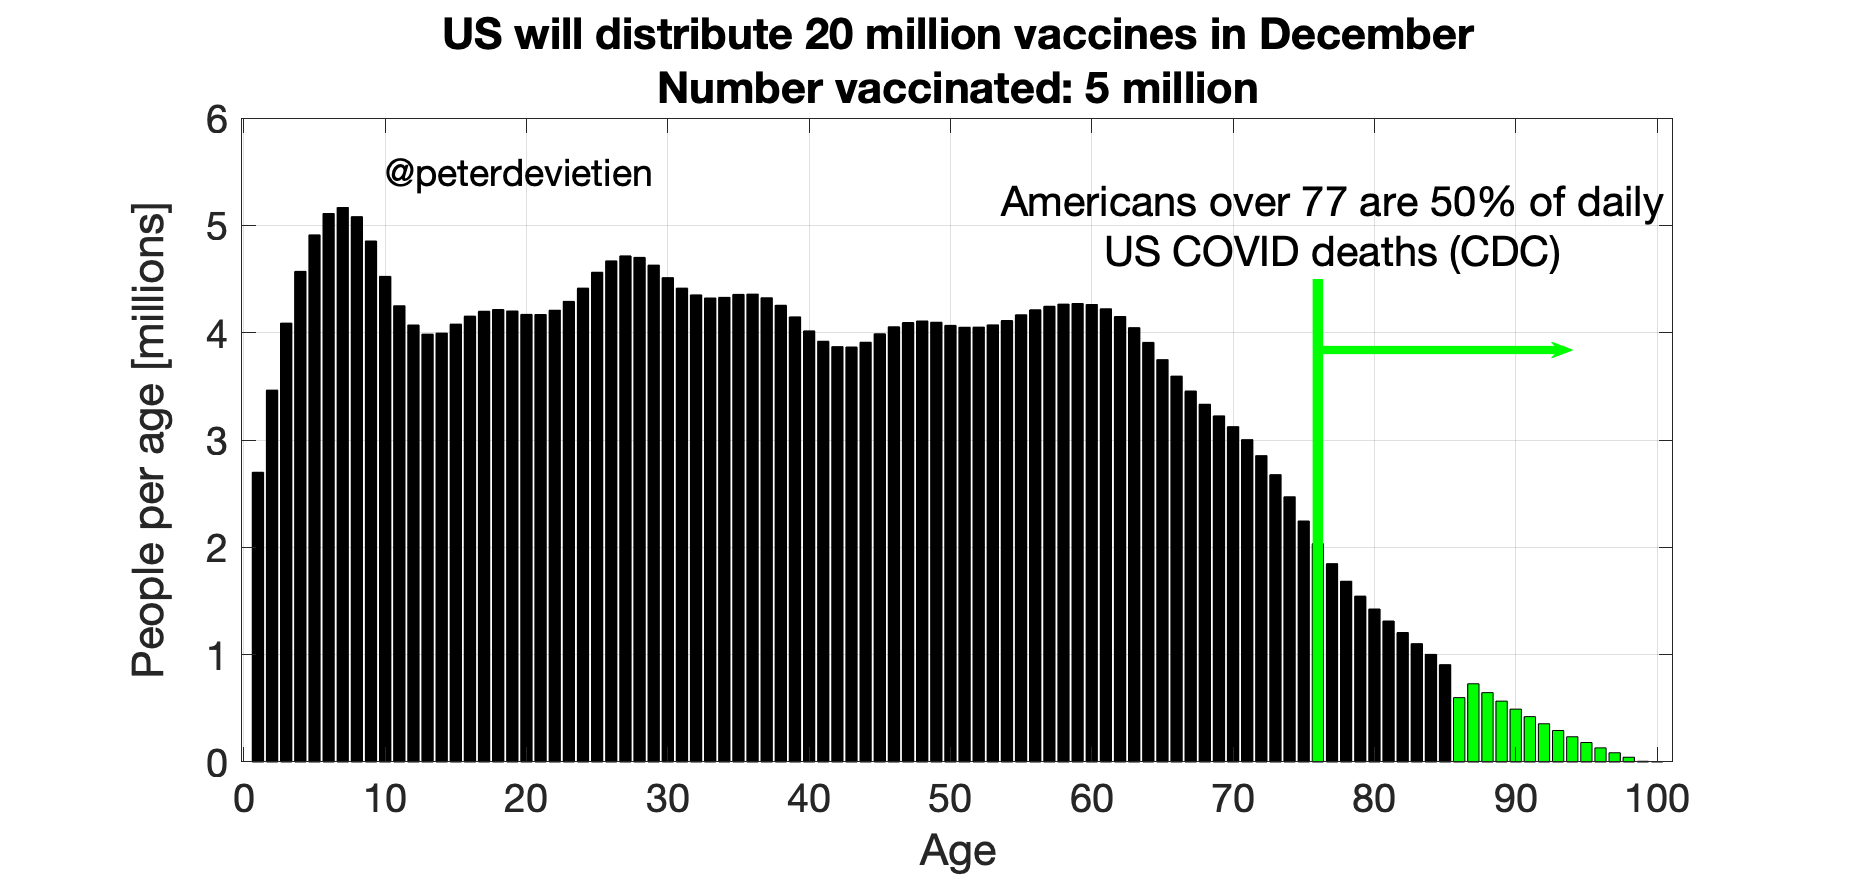 US will distribute 20 million vaccines in December
Number vaccinated: 5 million
@peterdevietien
Americans over 77 are 50% of daily
US COVID deaths (CDC)
People per age [millions]
6
5
4
3
2
1
0
0 10 20 30 40 50 60 70 80 90 100
Age